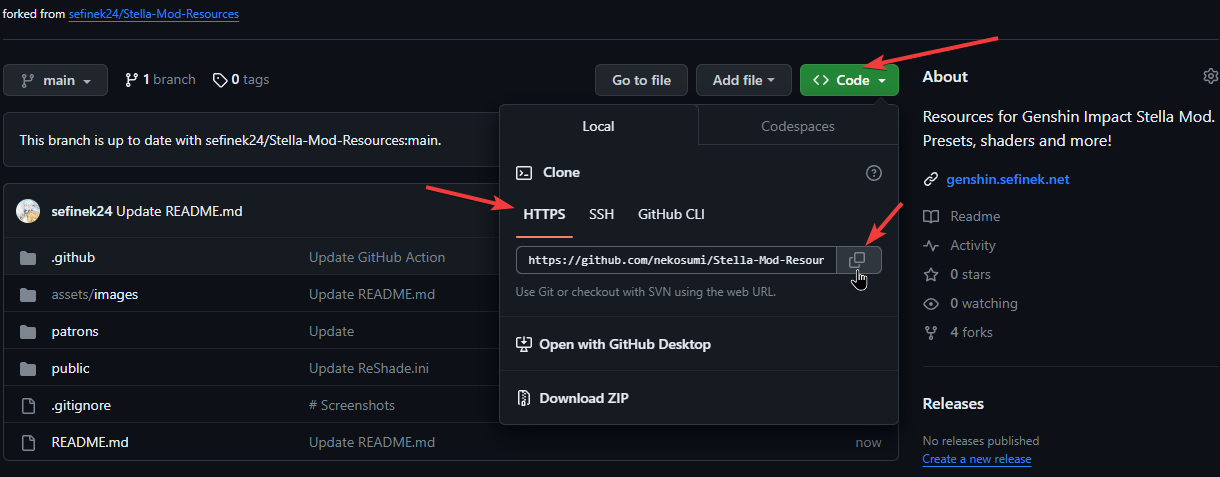 forked from sefinek24/Stella-Mod-Resources
main
1 branch
0 tags
Go to file
Add file
<> Code
This branch is up to date with sefinek24/Stella-Mod-Resources:main.
sefinek24 Update README.md
.github Update GitHub Action
assets/images Update README.md
patrons Update
public Update ReShade.ini
.gitignore # Screenshots
README.md Update README.md now
Local
Codespaces
Clone
HTTPS
SSH
GitHub CLI
https://github.com/nekosumi/Stella-Mod-Resour
Use Git or checkout with SVN using the web URL.
Open with GitHub Desktop
Download ZIP
About
Resources for Genshin Impact Stella Mod.
Presets, shaders and more!
genshin.sefinek.net
Readme
Activity
0 stars
0 watching
4 forks
Releases
No releases published
Create a new release